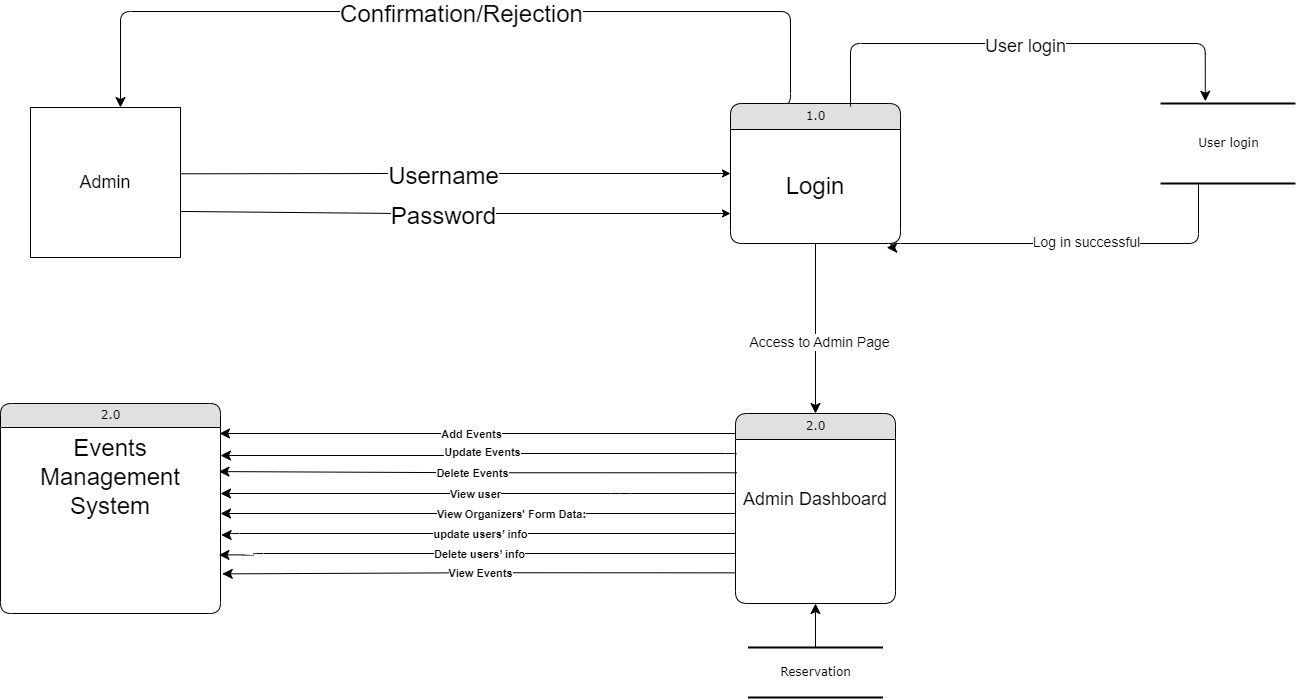 Confirmation/Rejection
User login
1.0
User login
Admin
Username
Login
Password
Log in successful
Access to Admin Page
2.0
Events
Management
System
2.0
Admin Dashboard
Add Events
Update Events
Delete Events
View user
View Organizers' Form Data:
update users' info
Delete users' info
View Events
Reservation